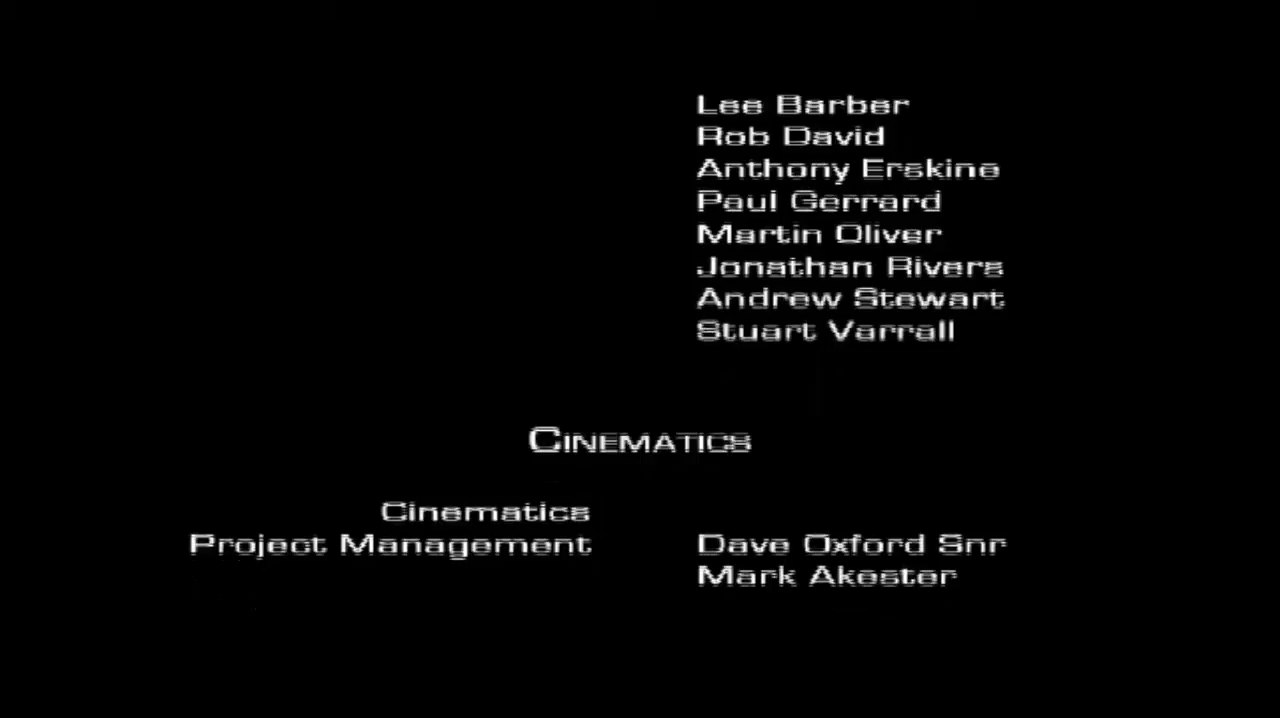 Lee Barber
Rob David
Anthony Erskine
Paul Gerrard
Martin Oliver
Jonathan Rivers
Andrew Stewart
Stuart Varrall
CINEMATICS
Cinematics
Project Management Dave Oxford Snr
Mark Akester